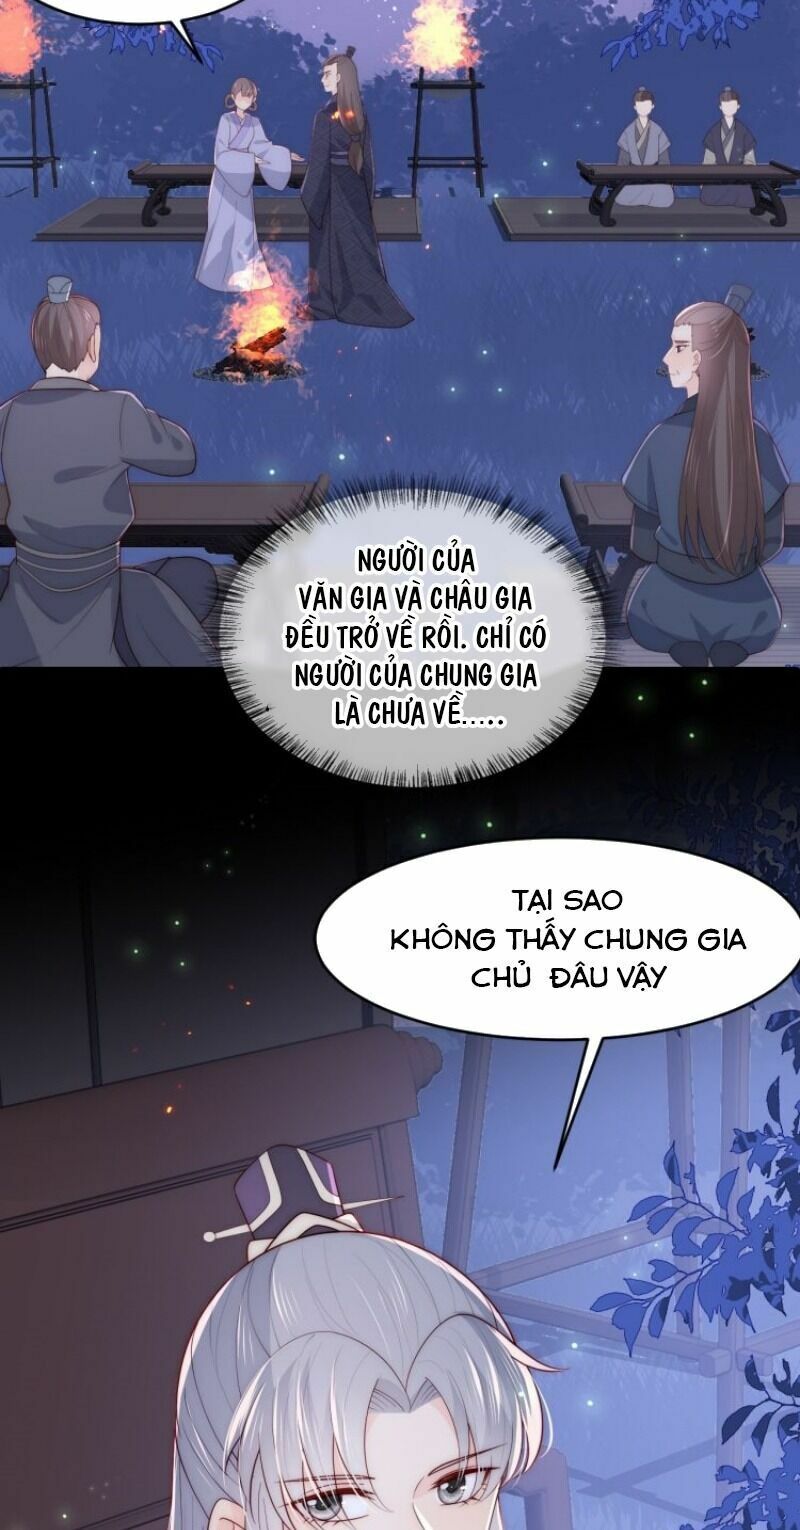 NGƯỜI CỦA
VĂN GIA VÀ CHÂU GIA
ĐỀU TRỞ VỀ RỒI. CHỈ CÓ
NGƯỜI CỦA CHUNG GIA
LÀ CHƯA VỀ.....
TẠI SAO
KHÔNG THẤY CHUNG GIA
CHỦ ĐÂU VẬY